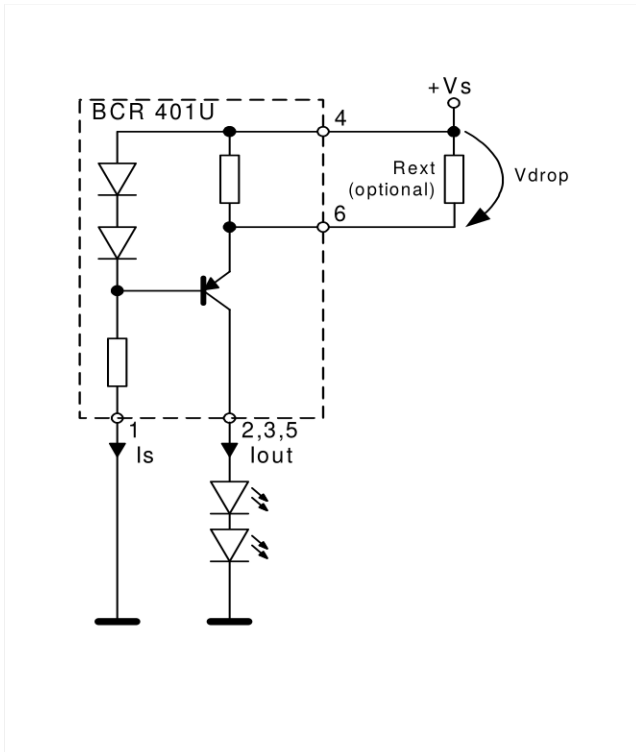 +Vs
BCR 401U
4
Rext
(optional)
Vdrop
6
1
2,3,5
Is
Iout